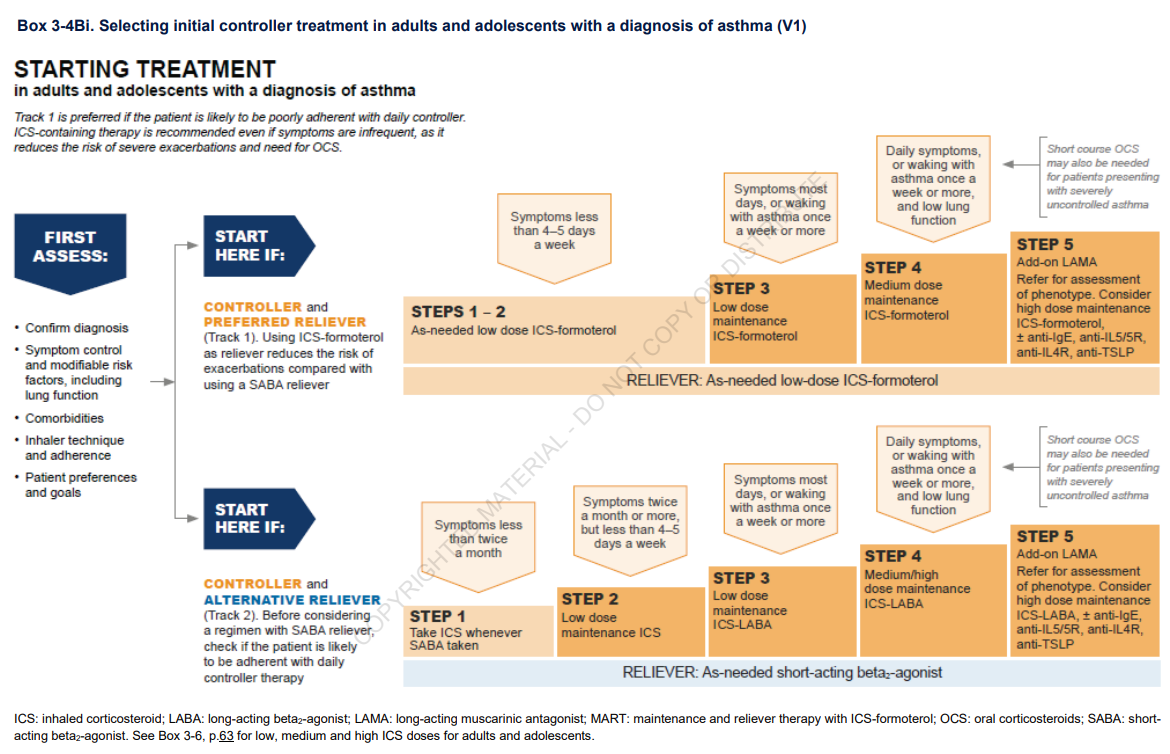 Box 3-4Bi. Selecting initial controller treatment in adults and adolescents with a diagnosis of asthma (V1)
STARTING TREATMENT
in adults and adolescents with a diagnosis of asthma
Track 1 is preferred if the patient is likely to be poorly adherent with daily controller.
ICS-containing therapy is recommended even if symptoms are infrequent, as it
reduces the risk of severe exacerbations and need for OCS.
FIRST
ASSESS:
• Confirm diagnosis
• Symptom control
and modifiable risk
factors, including
lung function
• Comorbidities
• Inhaler technique
and adherence
• Patient preferences
and goals
START
HERE IF:
CONTROLLER and
PREFERRED RELIEVER
(Track 1). Using ICS-formoterol
as reliever reduces the risk of
exacerbations compared with
using a SABA reliever
Symptoms less
than 4–5 days
a week
Symptoms most
days, or waking
with asthma once
a week or more
Daily symptoms,
or waking with
asthma once a
week or more,
and low lung
function
Short course OCS
may also be needed
for patients presenting
with severely
uncontrolled asthma
STEPS 1 – 2
As-needed low dose ICS-formoterol
STEP 3
Low dose
maintenance
ICS-formoterol
STEP 4
Medium dose
maintenance
ICS-formoterol
STEP 5
Add-on LAMA
Refer for assessment
of phenotype. Consider
high dose maintenance
ICS-formoterol,
± anti-IgE, anti-IL5/5R,
anti-IL4R, anti-TSLP
RELIEVER: As-needed low-dose ICS-formoterol
START
HERE IF:
CONTROLLER and
ALTERNATIVE RELIEVER
(Track 2). Before considering
a regimen with SABA reliever,
check if the patient is likely
to be adherent with daily
controller therapy
Symptoms less
than twice
a month
Symptoms twice
a month or more,
but less than 4–5
days a week
Symptoms most
days, or waking
with asthma once
a week or more
Daily symptoms,
or waking with
asthma once a
week or more,
and low lung
function
Short course OCS
may also be needed
for patients presenting
with severely
uncontrolled asthma
STEP 1
Take ICS whenever
SABA taken
STEP 2
Low dose
maintenance ICS
STEP 3
Low dose
maintenance
ICS-LABA
STEP 4
Medium/high
dose maintenance
ICS-LABA
STEP 5
Add-on LAMA
Refer for assessment
of phenotype. Consider
high dose maintenance
ICS-LABA, ± anti-IgE,
anti-IL5/5R, anti-IL4R,
anti-TSLP
RELIEVER: As-needed short-acting beta₂-agonist
COPYRIGHT MATERIAL - DO NOT COPY OR DISTRIBUTE
ICS: inhaled corticosteroid; LABA: long-acting beta₂-agonist; LAMA: long-acting muscarinic antagonist; MART: maintenance and reliever therapy with ICS-formoterol; OCS: oral corticosteroids; SABA: short-
acting beta₂-agonist. See Box 3-6, p.63 for low, medium and high ICS doses for adults and adolescents.